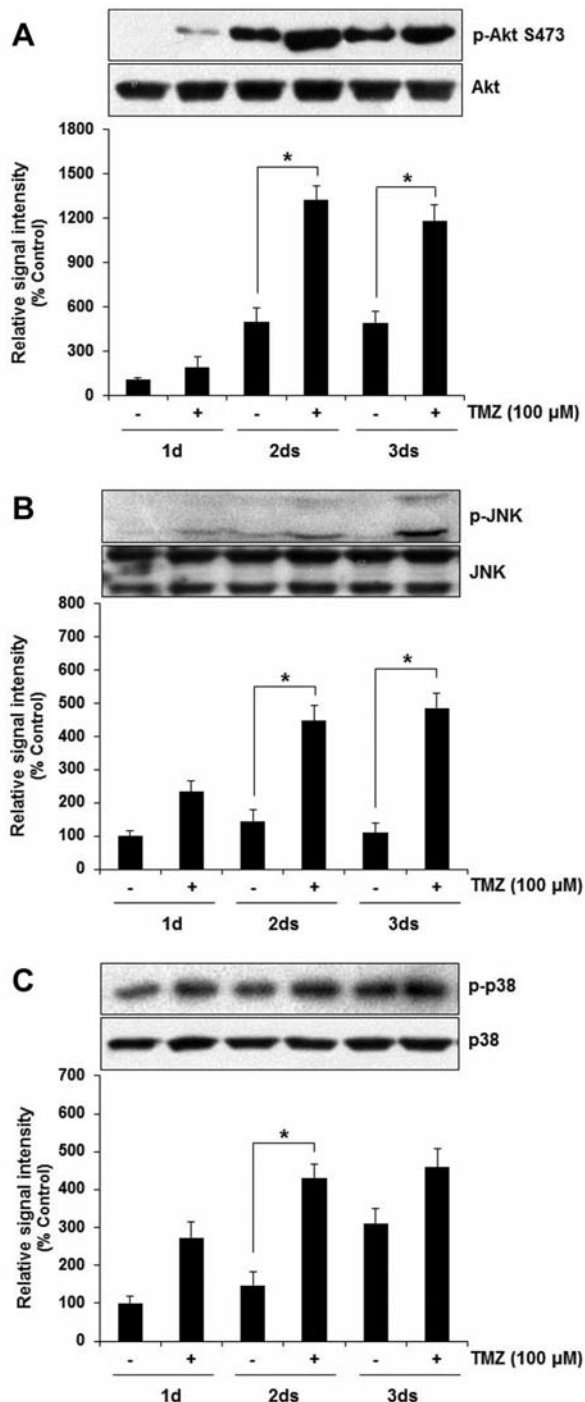 A
p-Akt S473
Akt
Relative signal intensity
(% Control)
1800
1500
1200
900
600
300
0
*
*
- + - + - + TMZ (100 µM)
1d 2ds 3ds
B
p-JNK
JNK
Relative signal intensity
(% Control)
800
700
600
500
400
300
200
100
0
*
*
- + - + - + TMZ (100 µM)
1d 2ds 3ds
C
p-p38
p38
Relative signal intensity
(% Control)
700
600
500
400
300
200
100
0
*
- + - + - + TMZ (100 µM)
1d 2ds 3ds